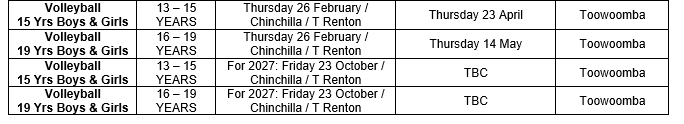 Volleyball
15 Yrs Boys & Girls
13 – 15
YEARS
Thursday 26 February /
Chinchilla / T Renton
Thursday 23 April
Toowoomba
Volleyball
19 Yrs Boys & Girls
16 – 19
YEARS
Thursday 26 February /
Chinchilla / T Renton
Thursday 14 May
Toowoomba
Volleyball
15 Yrs Boys & Girls
13 – 15
YEARS
For 2027: Friday 23 October /
Chinchilla / T Renton
TBC
Toowoomba
Volleyball
19 Yrs Boys & Girls
16 – 19
YEARS
For 2027: Friday 23 October /
Chinchilla / T Renton
TBC
Toowoomba